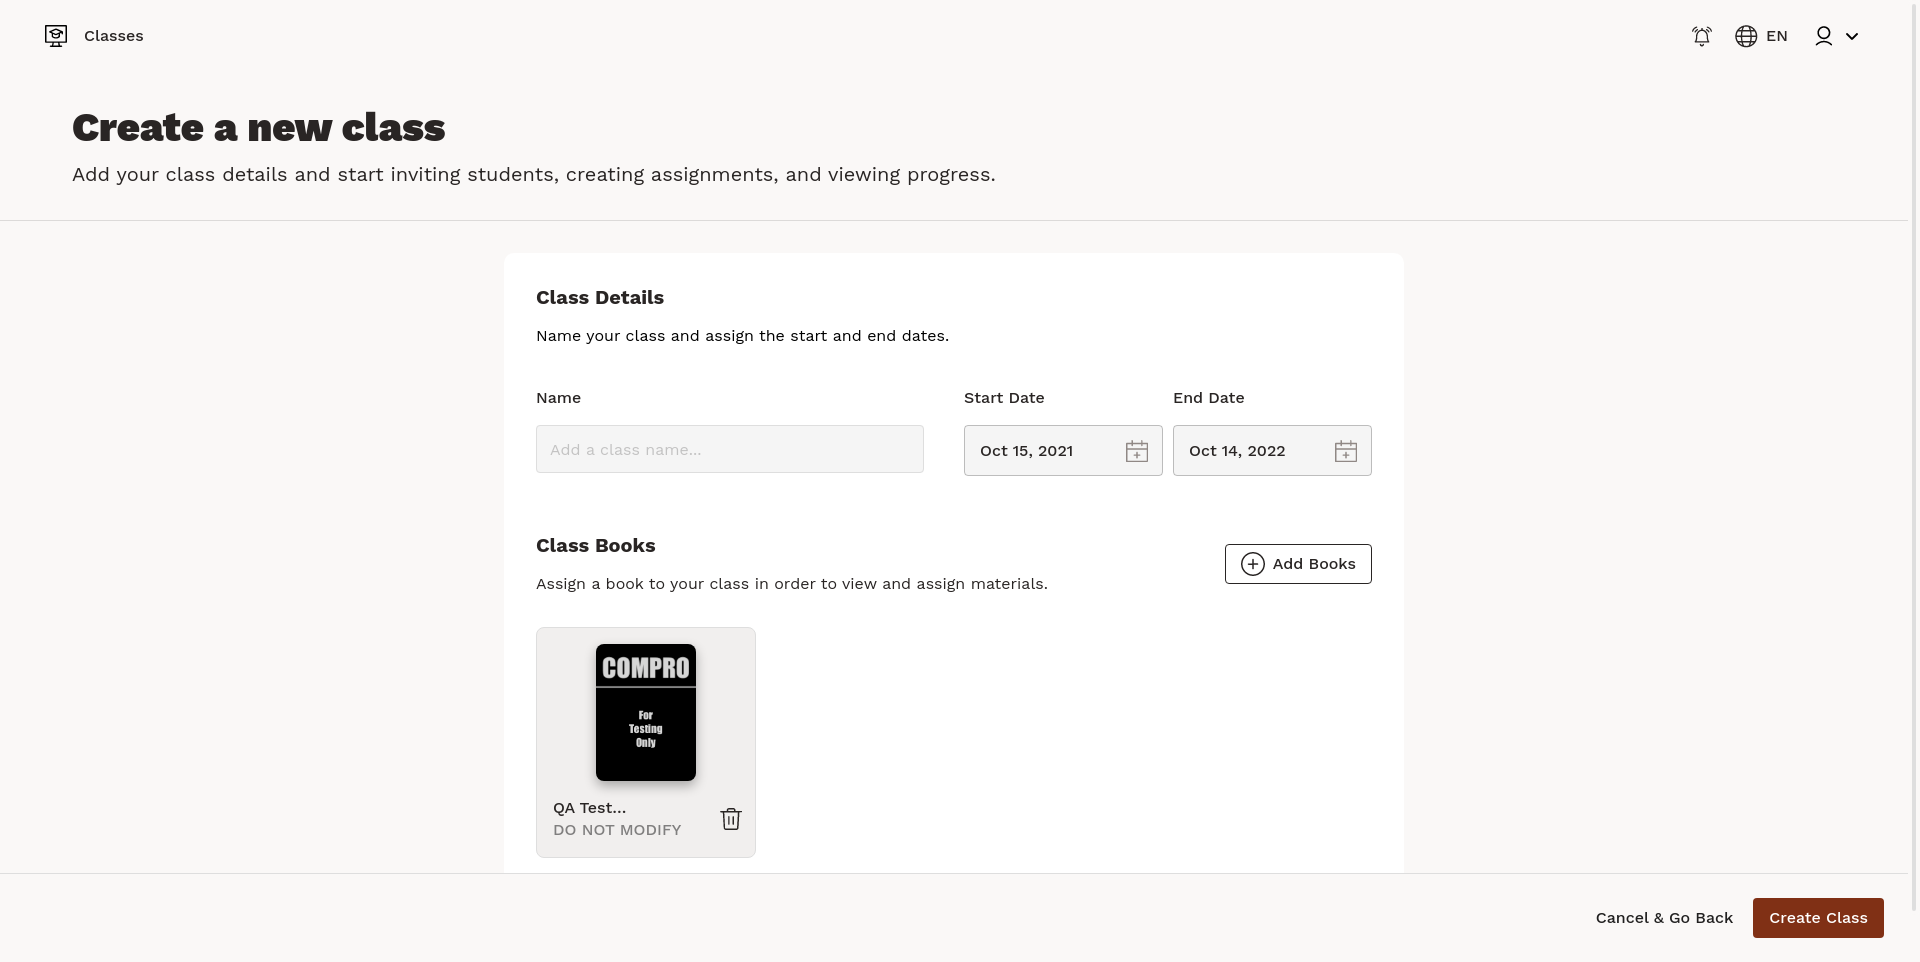 Classes
EN
Create a new class
Add your class details and start inviting students, creating assignments, and viewing progress.
Class Details
Name your class and assign the start and end dates.
Name
Start Date
End Date
Add a class name...
Oct 15, 2021
Oct 14, 2022
Class Books
Assign a book to your class in order to view and assign materials.
Add Books
COMPRO
For
Testing
Only
QA Test...
DO NOT MODIFY
Cancel & Go Back
Create Class